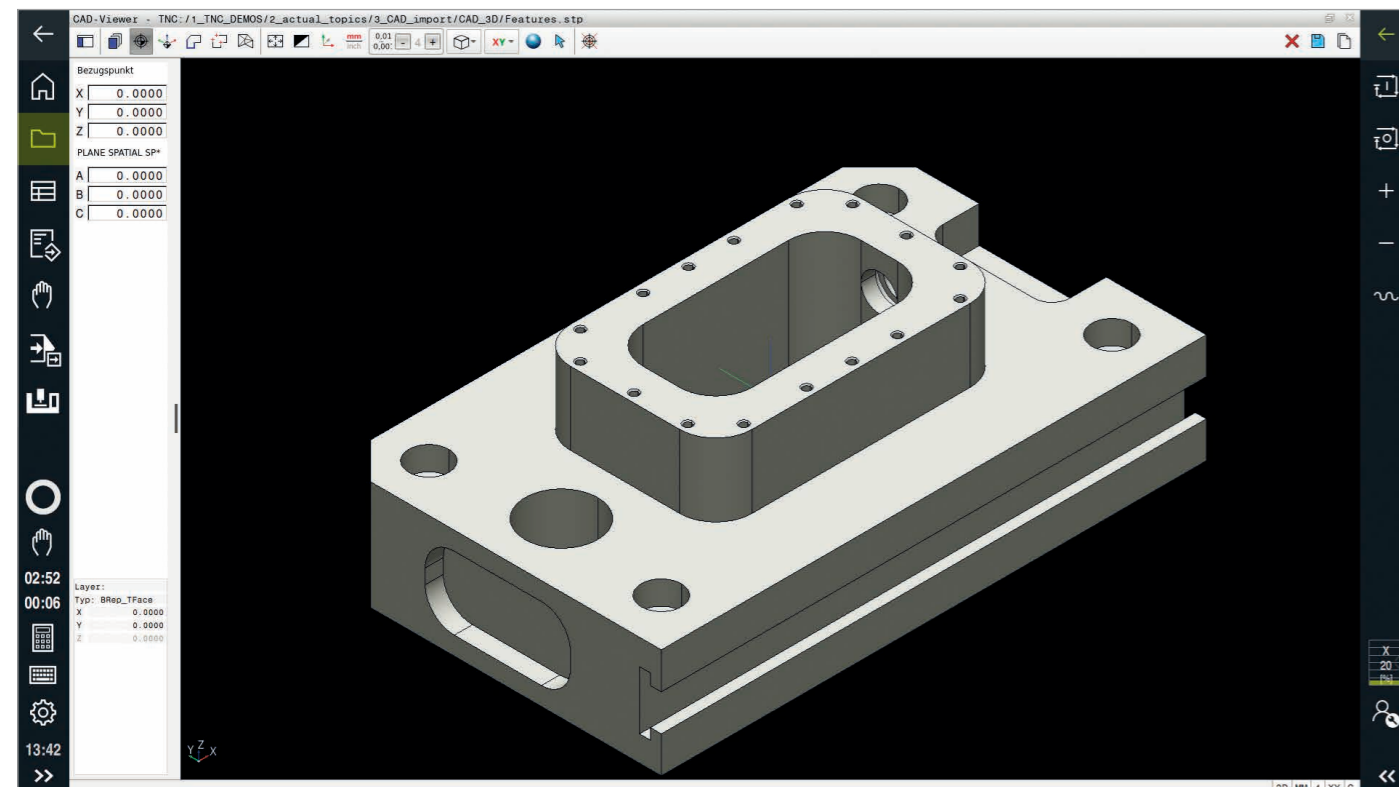 CAD-Viewer - TNC:/1_TNC_DEMOS/2_actual_topics/3_CAD_import/CAD_3D/Features.stp
mm
inch
0,01
0,00:
- 4 +
XY
Bezugspunkt
X 0.0000
Y 0.0000
Z 0.0000
PLANE SPATIAL SP*
A 0.0000
B 0.0000
C 0.0000
02:52
00:06
13:42
Layer:
Typ: BRep_TFace
X 0.0000
Y 0.0000
Z 0.0000
Y Z X
X
20
[%]